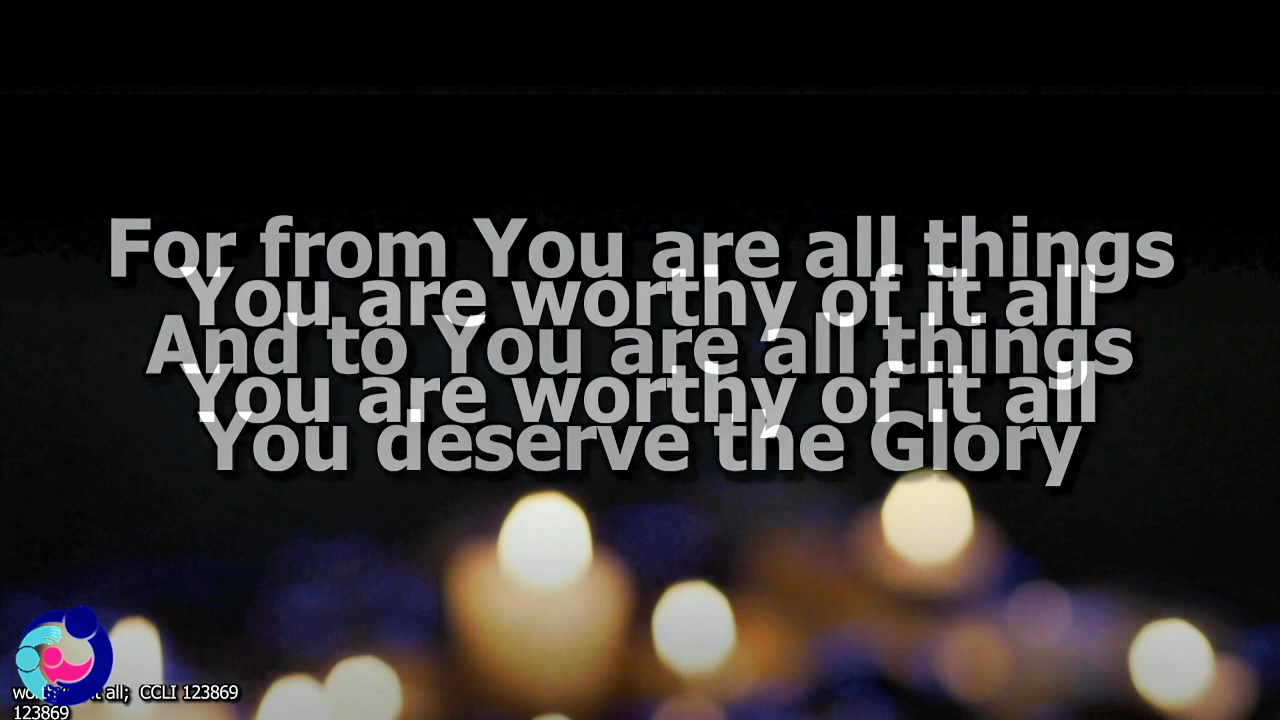 For from You are all things
You are worthy of it all
And to You are all things
You are worthy of it all
You deserve the Glory
all; CCLI 123869
123869